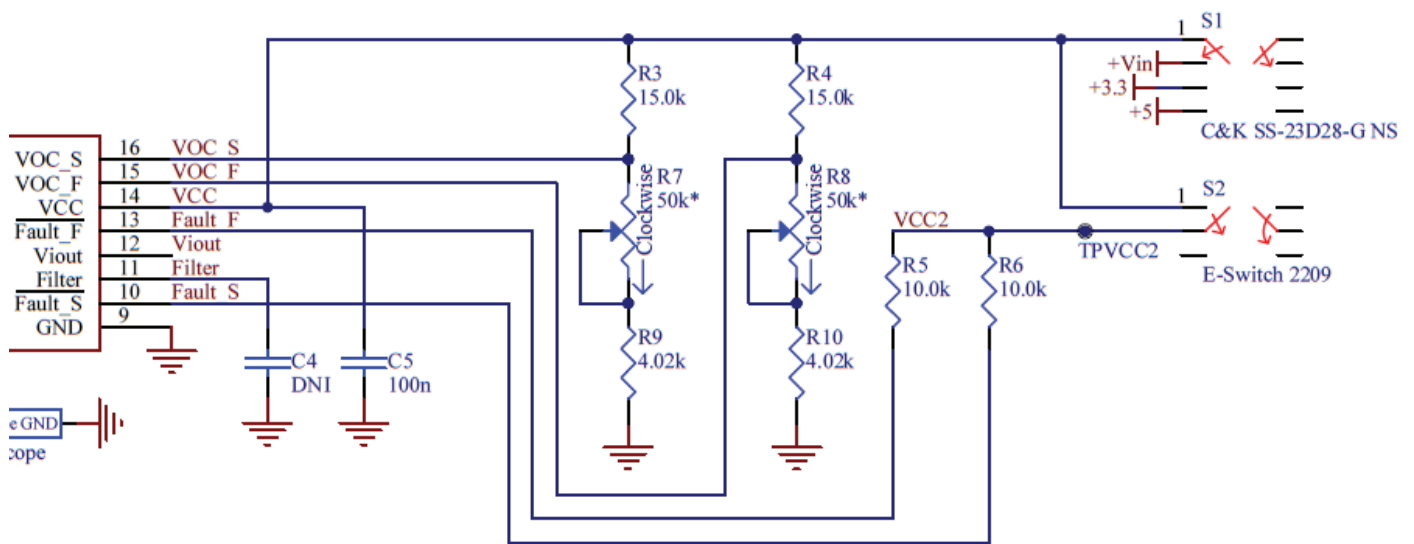 1
S1
+Vin
+3.3
+5
C&K SS-23D28-G NS
R3
15.0k
R4
15.0k
VOC_S
16
VOC_S
VOC_F
15
VOC_F
VCC
14
VCC
Fault_F
13
Fault_F
Viout
12
Viout
Filter
11
Filter
Fault_S
10
Fault_S
GND
9
Clockwise
R7
50k*
Clockwise
R8
50k*
1
S2
VCC2
TPVCC2
E-Switch 2209
R5
10.0k
R6
10.0k
R9
4.02k
R10
4.02k
C4
DNI
C5
100n
e GND
cope